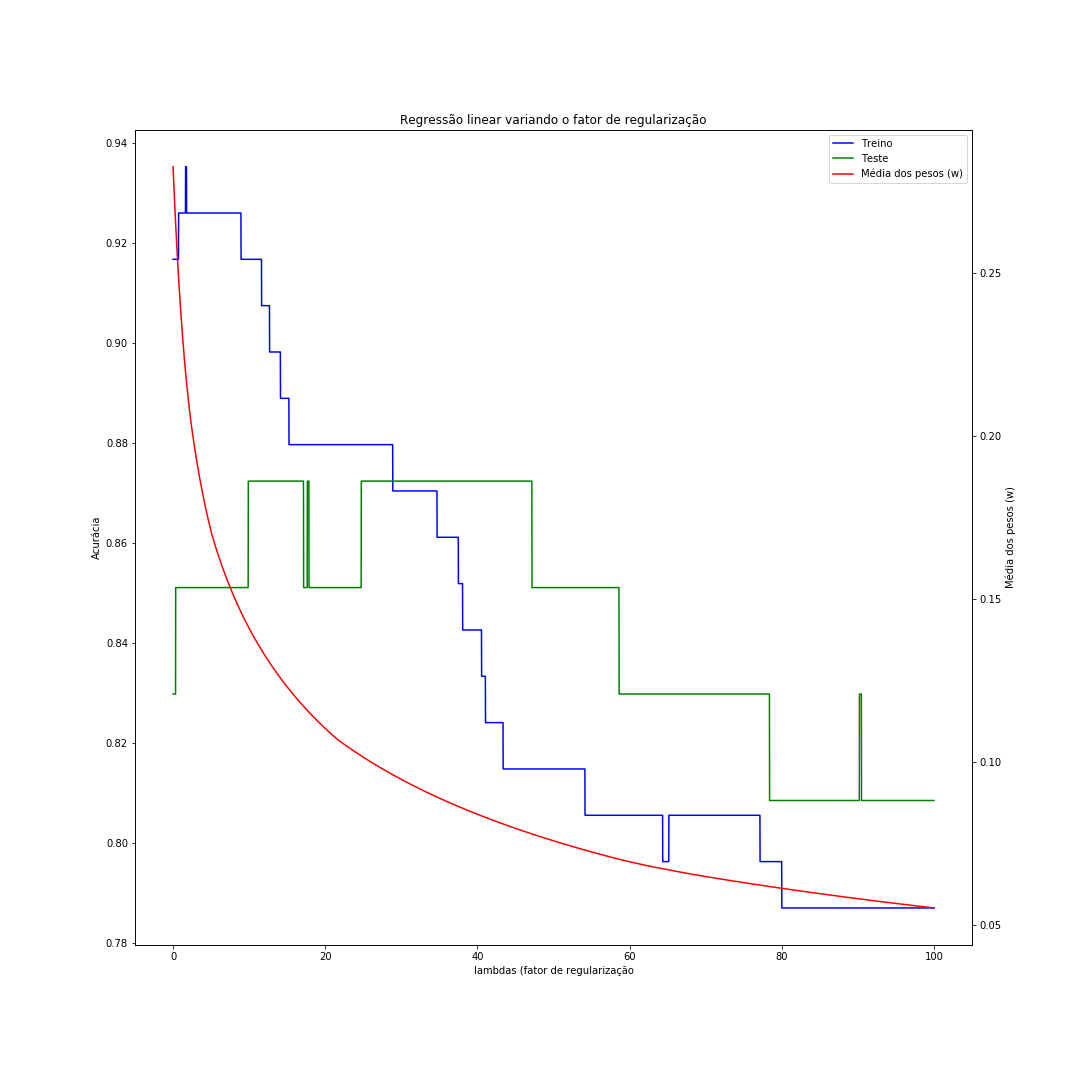 Regressão linear variando o fator de regularização
Treino
Teste
Média dos pesos (w)
0.94
0.92
0.90
0.88
0.86
0.84
0.82
0.80
0.78
Acurácia
0.25
0.20
0.15
0.10
0.05
Média dos pesos (w)
0 20 40 60 80 100
lambdas (fator de regularização